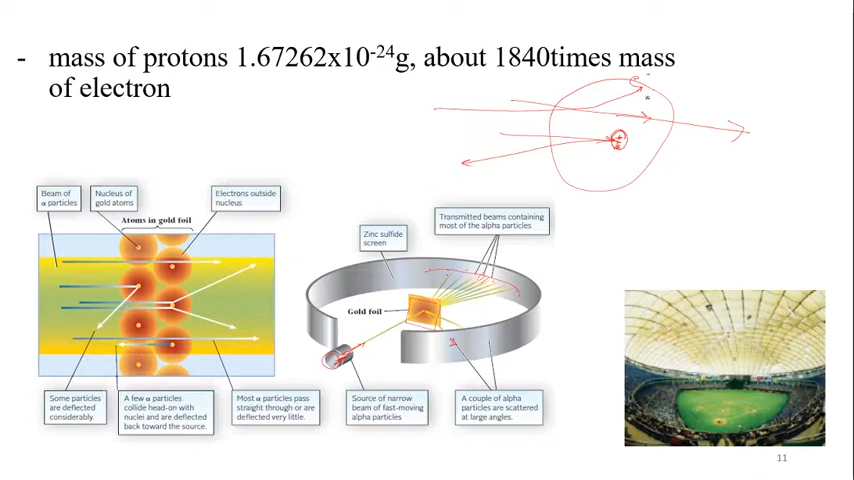 - mass of protons 1.67262x10⁻²⁴g, about 1840times mass
of electron
e⁻
Beam of
α particles
Nucleus of
gold atoms
Electrons outside
nucleus
Atoms in gold foil
Some particles
are deflected
considerably.
A few α particles
collide head-on with
nuclei and are deflected
back toward the source.
Most α particles pass
straight through or are
deflected very little.
Zinc sulfide
screen
Transmitted beams containing
most of the alpha particles
Gold foil
Source of narrow
beam of fast-moving
alpha particles
A couple of alpha
particles are scattered
at large angles.
11